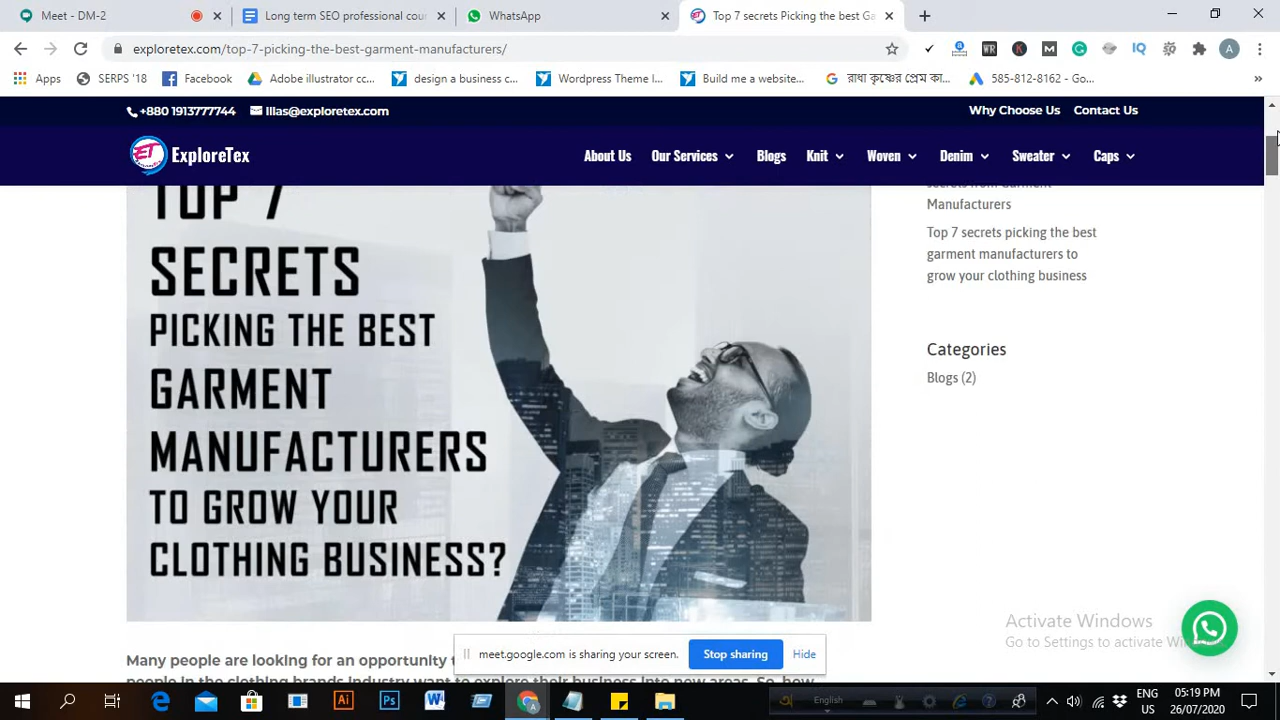 Meet - DM-2
Long term SEO professional cou
WhatsApp
Top 7 secrets Picking the best Ga
exploretex.com/top-7-picking-the-best-garment-manufacturers/
Apps
SERPS '18
Facebook
Adobe illustrator cc...
design a business c...
Wordpress Theme I...
Build me a website...
রাধা কৃষ্ণের প্রেম কা...
585-812-8162 - Go...
+880 1913777744
lilas@exploretex.com
Why Choose Us
Contact Us
ET ExploreTex
About Us
Our Services
Blogs
Knit
Woven
Denim
Sweater
Caps
TOP 7
SECRETS
PICKING THE BEST
GARMENT
MANUFACTURERS
TO GROW YOUR
CLOTHING BUSINESS?
secrets from Garment
Manufacturers
Top 7 secrets picking the best
garment manufacturers to
grow your clothing business
Categories
Blogs (2)
Activate Windows
Go to Settings to activate Windows.
Many people are looking for an opportunity t
people in the clothing brands industry want to explore their business into new areas. So, how
meet.google.com is sharing your screen.
Stop sharing
Hide
English
ENG
US
05:19 PM
26/07/2020